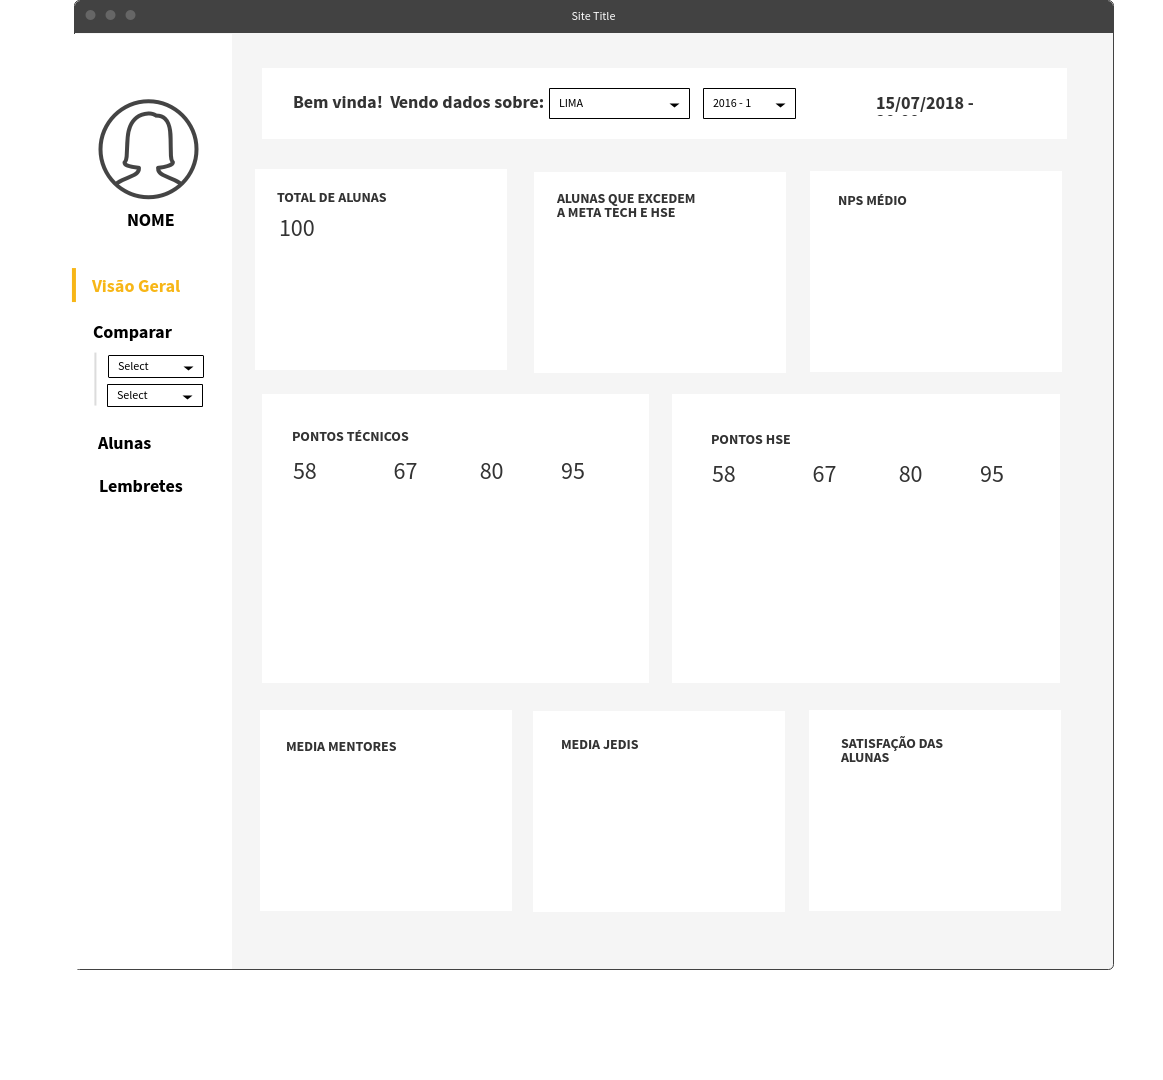 Site Title
Bem vinda! Vendo dados sobre:
LIMA
2016 - 1
15/07/2018 -
NOME
Visão Geral
Comparar
Select
Select
Alunas
Lembretes
TOTAL DE ALUNAS
100
ALUNAS QUE EXCEDEM
A META TECH E HSE
NPS MÉDIO
PONTOS TÉCNICOS
58 67 80 95
PONTOS HSE
58 67 80 95
MEDIA MENTORES
MEDIA JEDIS
SATISFAÇÃO DAS
ALUNAS